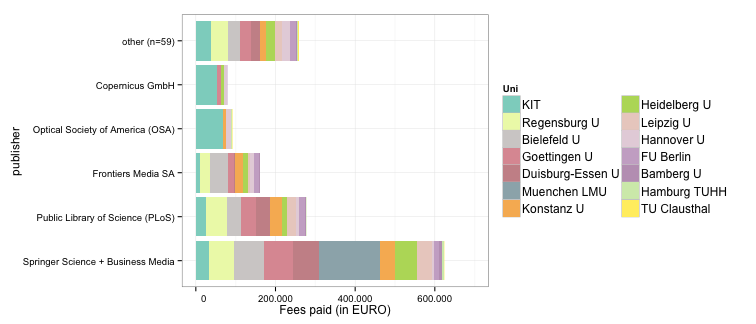 other (n=59)
Copernicus GmbH
Optical Society of America (OSA)
Frontiers Media SA
Public Library of Science (PLoS)
Springer Science + Business Media
publisher
0 200.000 400.000 600.000
Fees paid (in EURO)
Uni
KIT
Regensburg U
Bielefeld U
Goettingen U
Duisburg-Essen U
Muenchen LMU
Konstanz U
Heidelberg U
Leipzig U
Hannover U
FU Berlin
Bamberg U
Hamburg TUHH
TU Clausthal